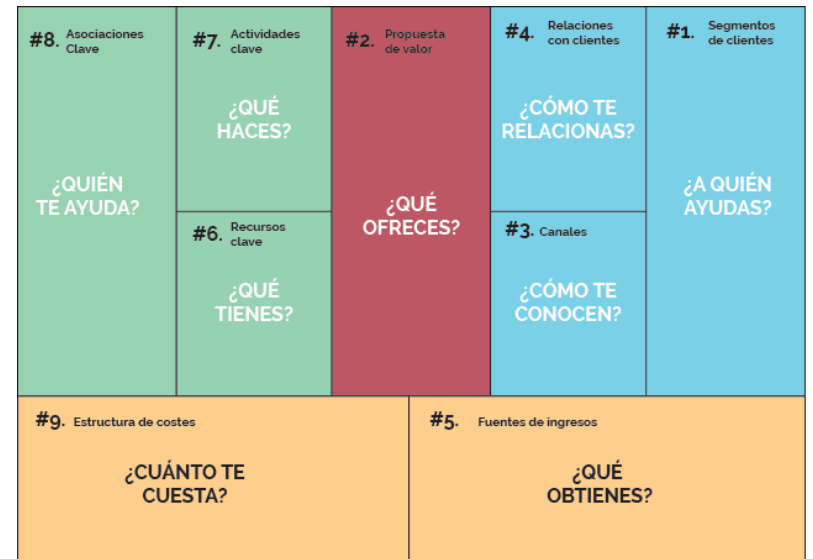 #8. Asociaciones
Clave
¿QUIÉN
TE AYUDA?
#7. Actividades
clave
¿QUÉ
HACES?
#6. Recursos
clave
¿QUÉ
TIENES?
#2. Propuesta
de valor
¿QUÉ
OFRECES?
#4. Relaciones
con clientes
¿CÓMO TE
RELACIONAS?
#3. Canales
¿CÓMO TE
CONOCEN?
#1. Segmentos
de clientes
¿A QUIÉN
AYUDAS?
#9. Estructura de costes
¿CUÁNTO TE
CUESTA?
#5. Fuentes de ingresos
¿QUÉ
OBTIENES?